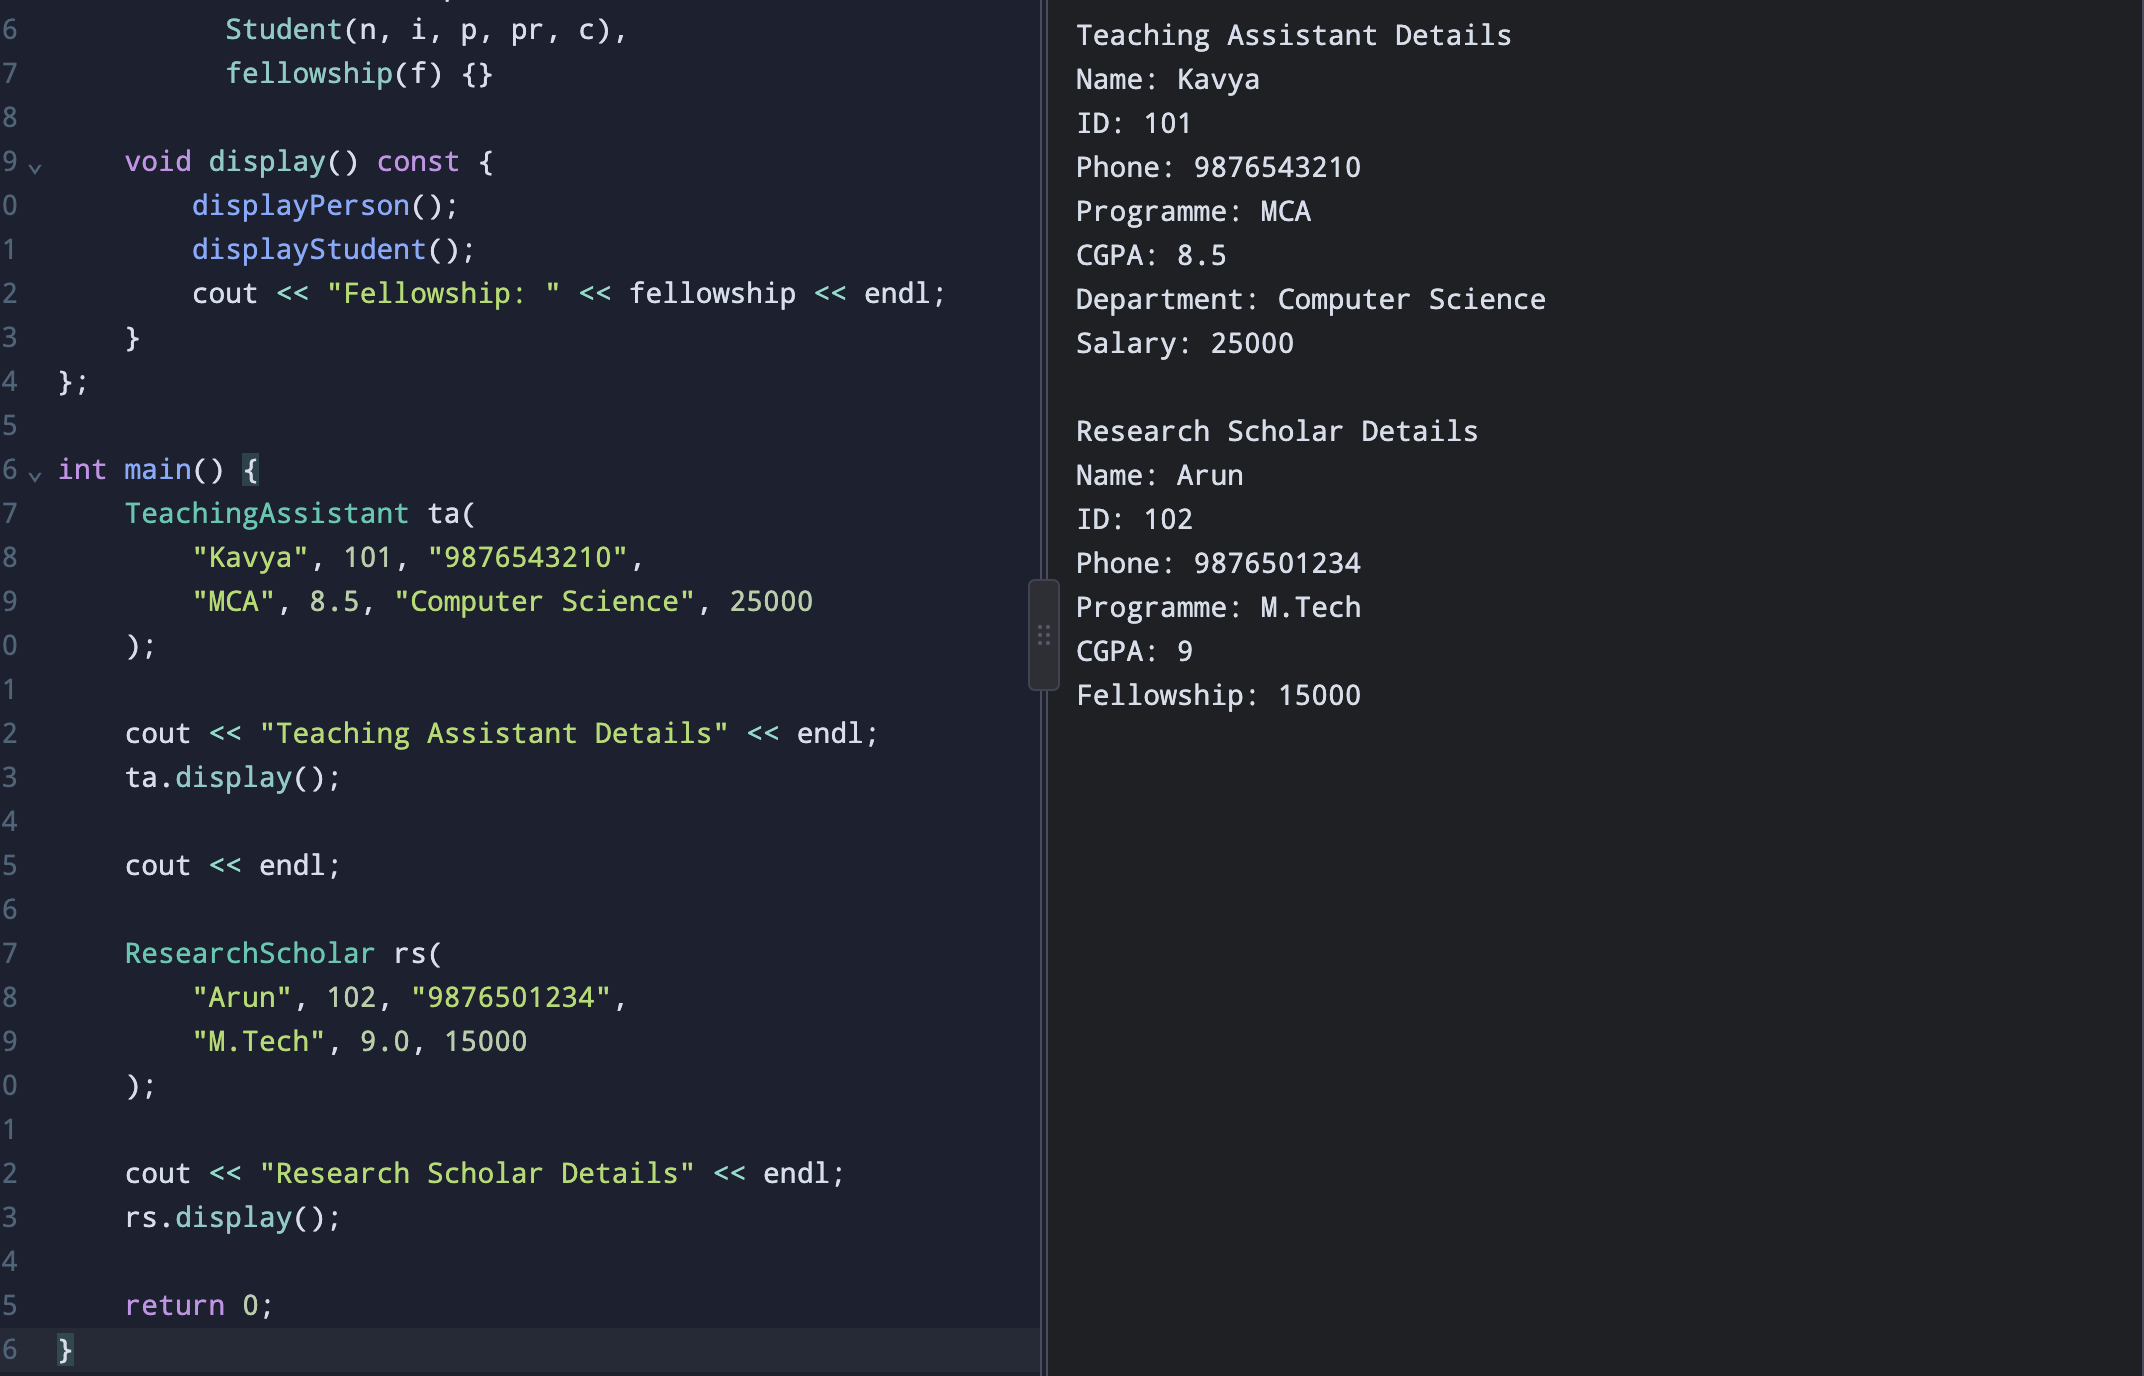 6 Student(n, i, p, pr, c),
7 fellowship(f) {}
8
9 void display() const {
0 displayPerson();
1 displayStudent();
2 cout << "Fellowship: " << fellowship << endl;
3 }
4 };
5
6 int main() {
7 TeachingAssistant ta(
8 "Kavya", 101, "9876543210",
9 "MCA", 8.5, "Computer Science", 25000
0 );
1
2 cout << "Teaching Assistant Details" << endl;
3 ta.display();
4
5 cout << endl;
6
7 ResearchScholar rs(
8 "Arun", 102, "9876501234",
9 "M.Tech", 9.0, 15000
0 );
1
2 cout << "Research Scholar Details" << endl;
3 rs.display();
4
5 return 0;
6 }
Teaching Assistant Details
Name: Kavya
ID: 101
Phone: 9876543210
Programme: MCA
CGPA: 8.5
Department: Computer Science
Salary: 25000

Research Scholar Details
Name: Arun
ID: 102
Phone: 9876501234
Programme: M.Tech
CGPA: 9
Fellowship: 15000